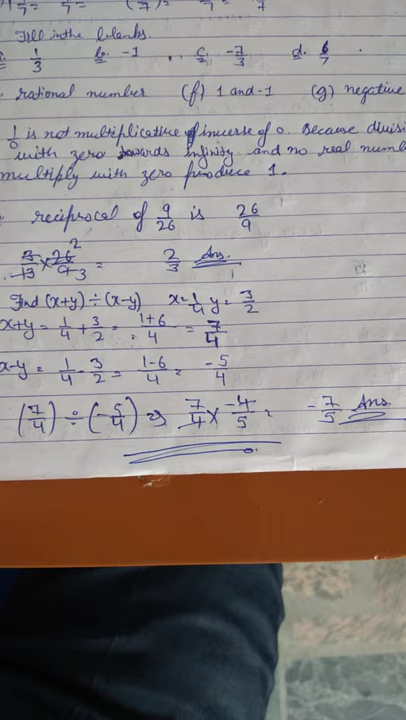 Fill in the blanks.
1/3 b. -1 c. -7/3 d. 6/7
rational number (f) 1 and -1 (g) negative
1/0 is not multiplicative inverse of 0. Because divisi
with zero infinity and no real numb
multiply with zero produce 1.
reciprocal of 9/26 is 26/9
3/13 × 26/9 2 3 = 2/3 Ans.
Find (x+y) ÷ (x-y) x = 1/4 y = 3/2
x+y = 1/4 + 3/2 = 1+6/4 = 7/4
x-y = 1/4 - 3/2 = 1-6/4 = -5/4
(7/4) ÷ (-5/4) ⇒ 7/4 × -4/5 = -7/5 Ans.